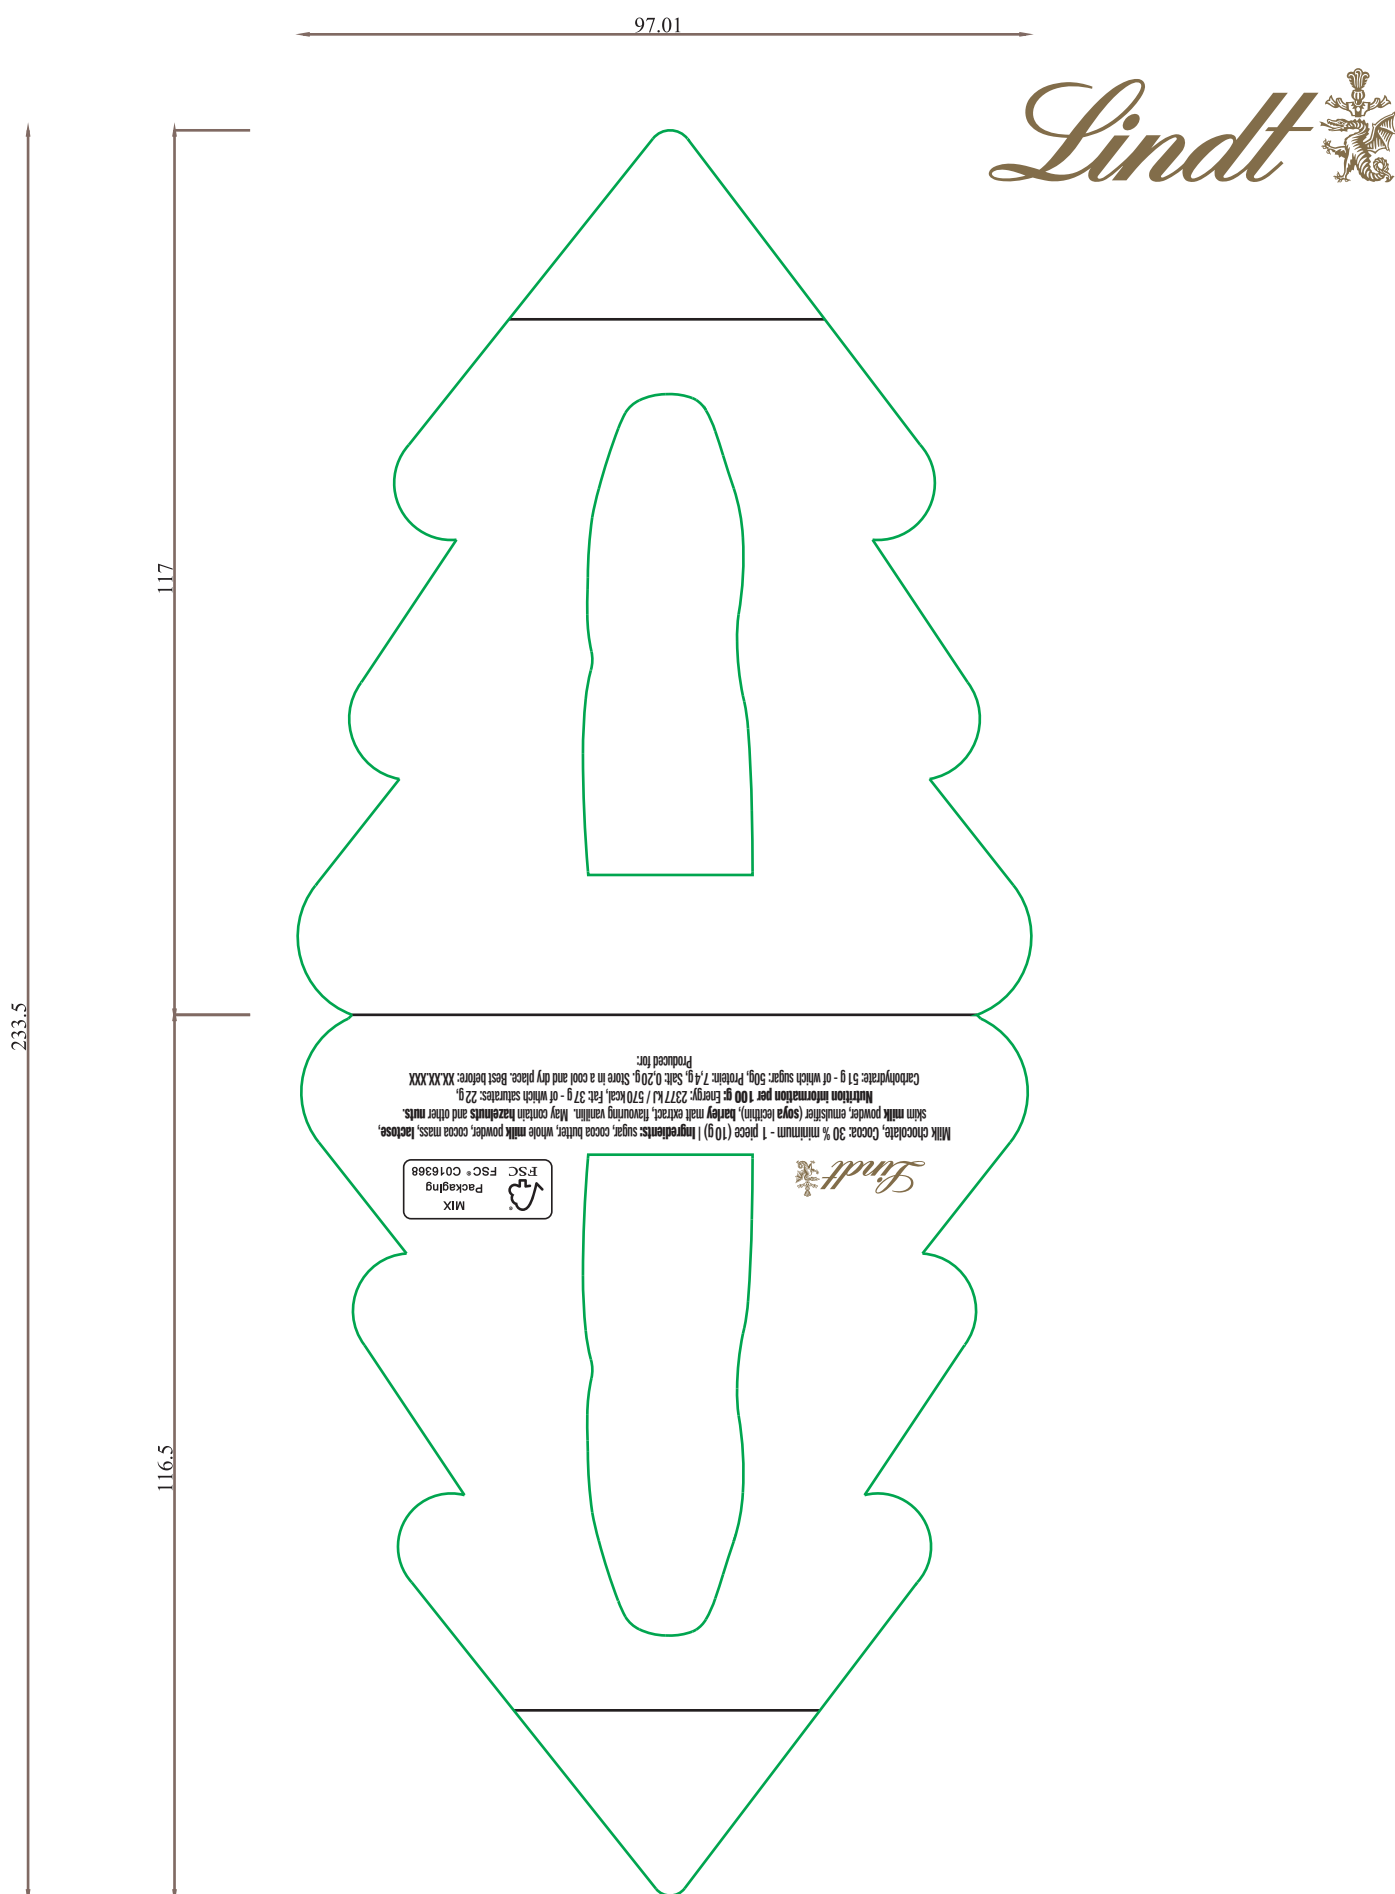 97.01
Lindt
117
233.5
116.5
Milk chocolate, Cocoa: 30 % minimum - 1 piece (10g) | Ingredients: sugar, cocoa butter, whole milk powder, cocoa mass, lactose,
skim milk powder, emulsifier (soya lecithin), barley malt extract, flavouring vanillin. May contain hazelnuts and other nuts.
Nutrition information per 100 g: Energy: 2377 kJ / 570 kcal, Fat: 37 g - of which saturates: 22 g,
Carbohydrate: 51 g - of which sugar: 50g, Protein: 7,4 g, Salt: 0,20 g. Store in a cool and dry place. Best before: XX.XX.XXX
Produced for:
Lindt
MIX
Packaging
FSC FSC® C016368